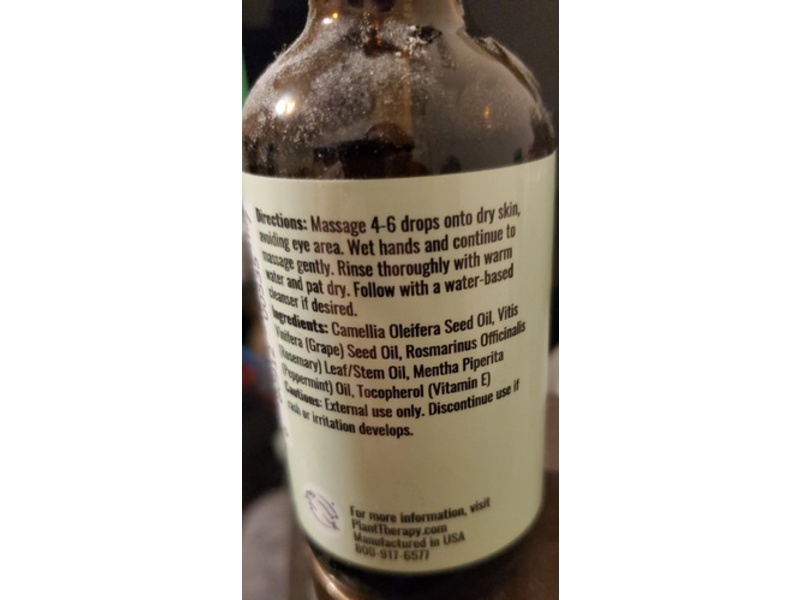 Directions: Massage 4-6 drops onto dry skin,
avoiding eye area. Wet hands and continue to
massage gently. Rinse thoroughly with warm
water and pat dry. Follow with a water-based
cleanser if desired.
Ingredients: Camellia Oleifera Seed Oil, Vitis
Vinifera (Grape) Seed Oil, Rosmarinus Officinalis
(Rosemary) Leaf/Stem Oil, Mentha Piperita
(Peppermint) Oil, Tocopherol (Vitamin E)
Cautions: External use only. Discontinue use if
rash or irritation develops.
For more information, visit
PlantTherapy.com
Manufactured in USA
800-917-6577